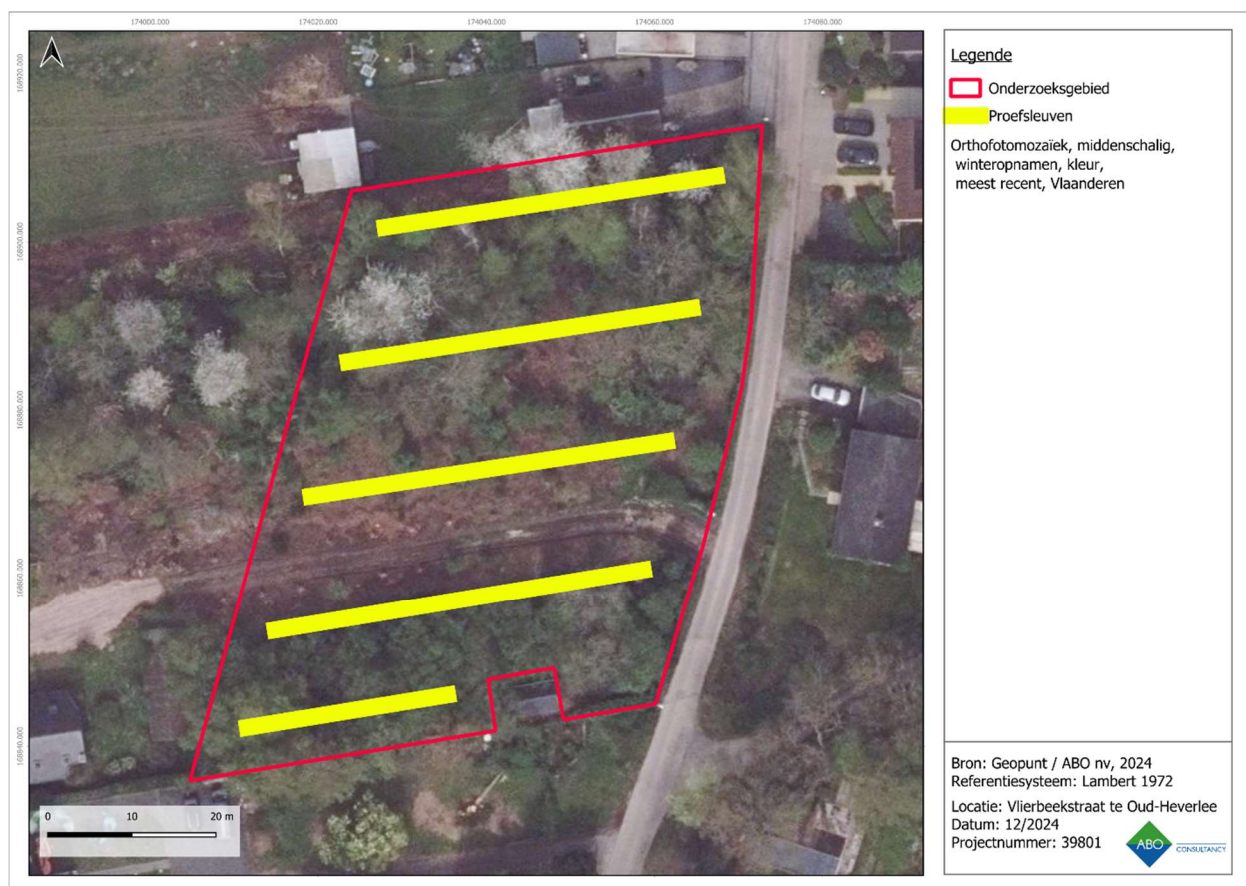 174000.000 174020.000 174040.000 174060.000 174080.000
168920.000
168900.000
168880.000
168860.000
168840.000
0 10 20 m
Legende
Onderzoeksgebied
Proefsleuven
Orthofotomozaïek, middenschalig,
winteropnamen, kleur,
meest recent, Vlaanderen
Bron: Geopunt / ABO nv, 2024
Referentiesysteem: Lambert 1972
Locatie: Vlierbeekstraat te Oud-Heverlee
Datum: 12/2024
Projectnummer: 39801
ABO CONSULTANCY